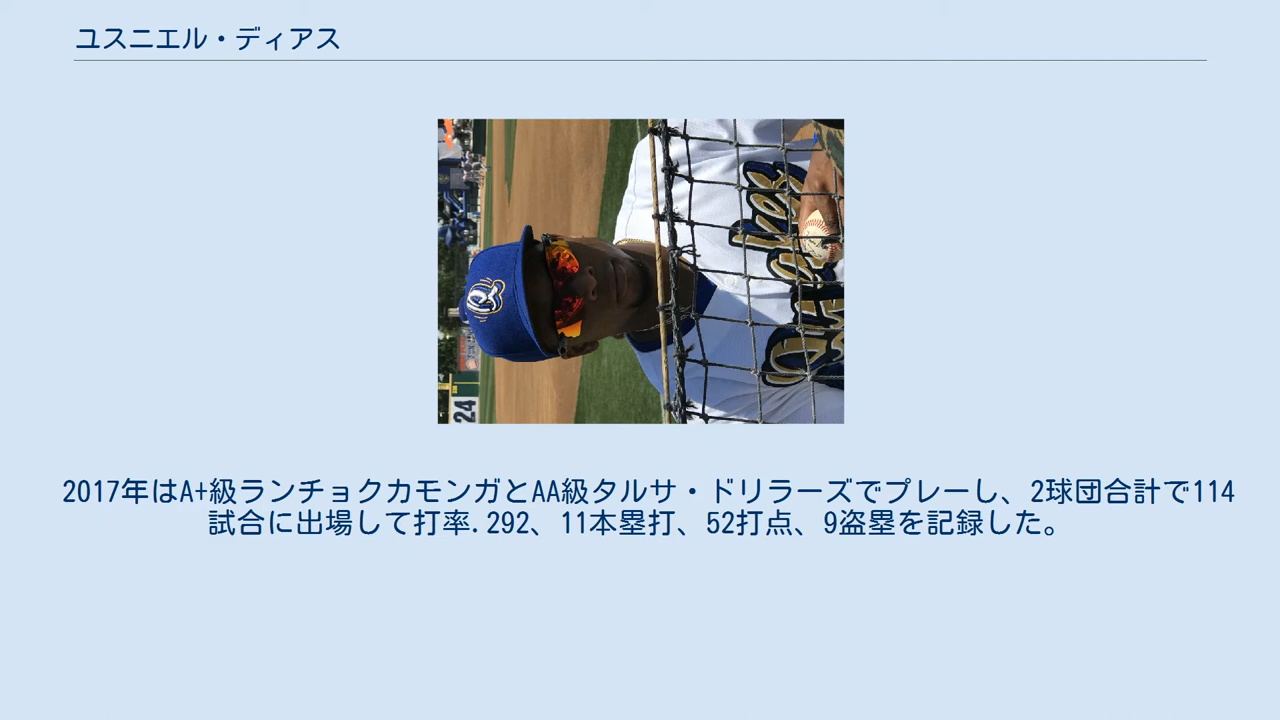 ユスニエル・ディアス
24
Quakes
2017年はA+級ランチョクカモンガとAA級タルサ・ドリラーズでプレーし、2球団合計で114
試合に出場して打率.292、11本塁打、52打点、9盗塁を記録した。